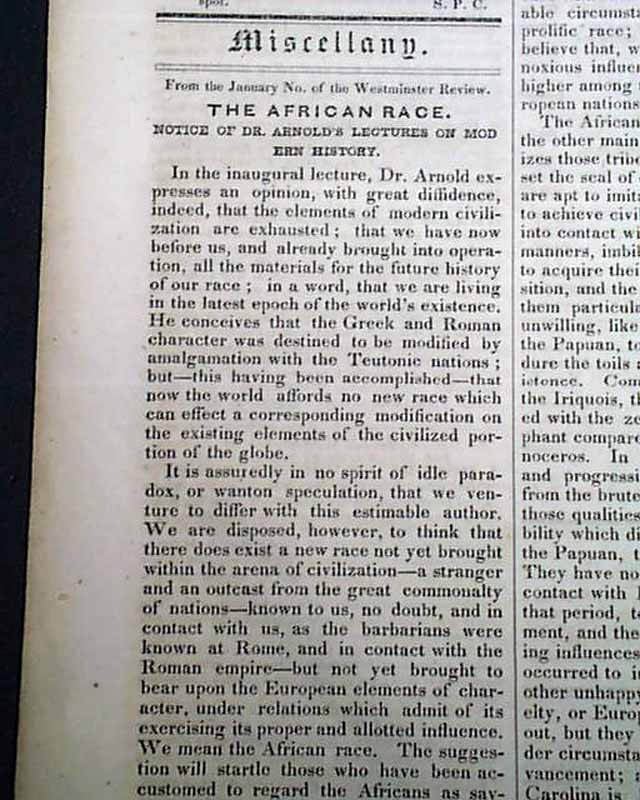 spot.
S. P. C.
Miscellany.
From the January No. of the Westminster Review.
THE AFRICAN RACE.
NOTICE OF DR. ARNOLD'S LECTURES ON MOD
ERN HISTORY.
In the inaugural lecture, Dr. Arnold ex-
presses an opinion, with great diffidence,
indeed, that the elements of modern civili-
zation are exhausted; that we have now
before us, and already brought into opera-
tion, all the materials for the future history
of our race; in a word, that we are living
in the latest epoch of the world's existence.
He conceives that the Greek and Roman
character was destined to be modified by
amalgamation with the Teutonic nations;
but—this having been accomplished—that
now the world affords no new race which
can effect a corresponding modification on
the existing elements of the civilized por-
tion of the globe.
It is assuredly in no spirit of idle para-
dox, or wanton speculation, that we ven-
ture to differ with this estimable author.
We are disposed, however, to think that
there does exist a new race not yet brought
within the arena of civilization—a stranger
and an outcast from the great commonalty
of nations—known to us, no doubt, and in
contact with us, as the barbarians were
known at Rome, and in contact with the
Roman empire—but not yet brought to
bear upon the European elements of char-
acter, under relations which admit of its
exercising its proper and allotted influence.
We mean the African race. The sugges-
tion will startle those who have been ac-
customed to regard the Africans as sav-
able circumsta
prolific race;
believe that, w
noxious influen
higher among
ropean nations
The African
the other main
izes those tribe
set the seal of
are apt to imita
to achieve civi
into contact wi
manners, imbil
to acquire thei
sition, and the
them particula
unwilling, like
the Papuan, to
dure the toils a
istence. Com
the Iriquois, th
ed with the ze
phant compare
noceros. In
and progressi
from the brute
those qualities
bility which di
the Papuan, t
They have no
contact with
that period, t
ment, and the
ing influences
occurred to i
other unhappy
elty, or Europ
out, but they
der circumsta
vancement;
Carolina is